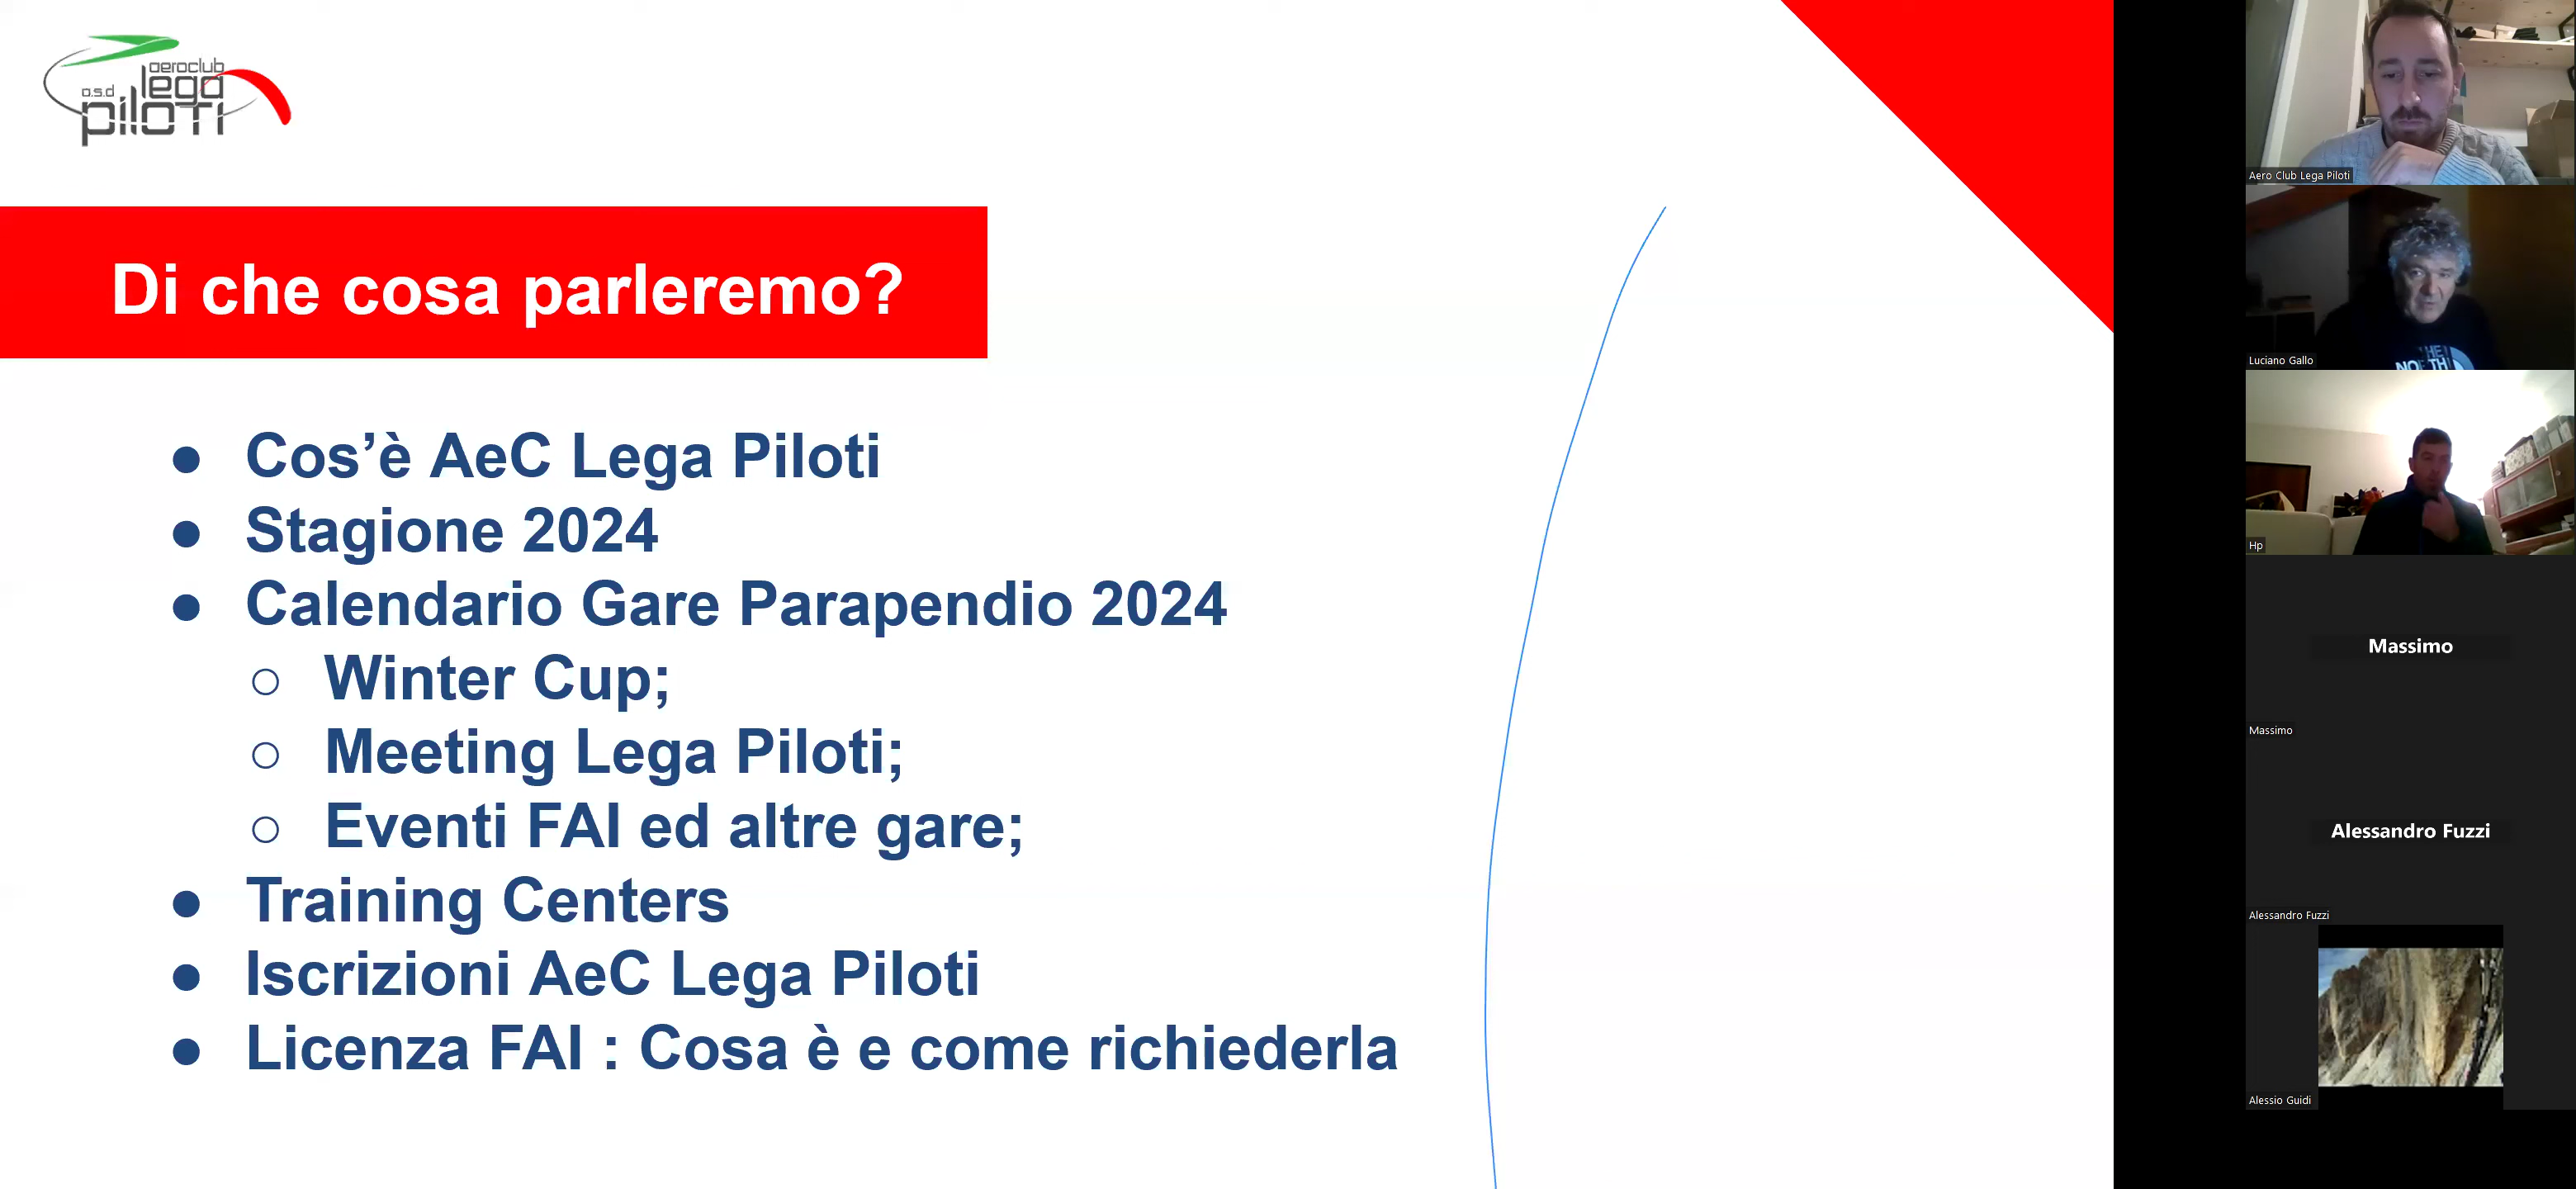 aeroclub
a.s.d lega
piloti
Di che cosa parleremo?
● Cos’è AeC Lega Piloti
● Stagione 2024
● Calendario Gare Parapendio 2024
○ Winter Cup;
○ Meeting Lega Piloti;
○ Eventi FAI ed altre gare;
● Training Centers
● Iscrizioni AeC Lega Piloti
● Licenza FAI : Cosa è e come richiederla
Aero Club Lega Piloti
THE
NORTH
Luciano Gallo
Hp
Massimo
Massimo
Alessandro Fuzzi
Alessandro Fuzzi
Alessio Guidi